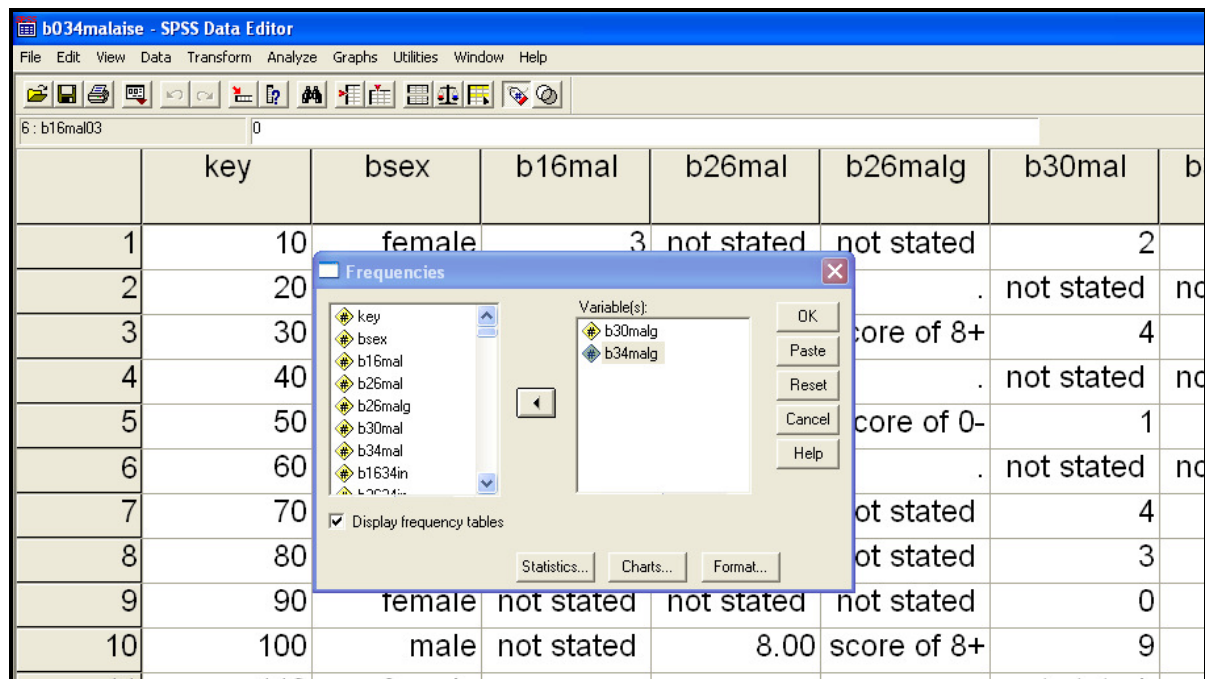 b034malaise - SPSS Data Editor
File Edit View Data Transform Analyze Graphs Utilities Window Help
6 : b16mal03 0
key bsex b16mal b26mal b26malg b30mal b
1 10 female 3 not stated not stated 2
2 20 . not stated no
3 30 core of 8+ 4
4 40 . not stated no
5 50 core of 0- 1
6 60 . not stated no
7 70 ot stated 4
8 80 ot stated 3
9 90 female not stated not stated not stated 0
10 100 male not stated 8.00 score of 8+ 9
Frequencies
key
bsex
b16mal
b26mal
b26malg
b30mal
b34mal
b1634in
Variable(s):
b30malg
b34malg
OK
Paste
Reset
Cancel
Help
Display frequency tables
Statistics... Charts... Format...